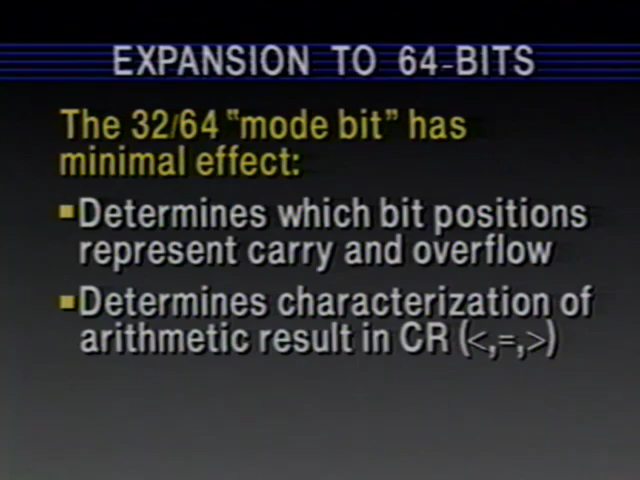 EXPANSION TO 64-BITS
The 32/64 "mode bit" has
minimal effect:
▪Determines which bit positions
represent carry and overflow
▪Determines characterization of
arithmetic result in CR (<,=,>)